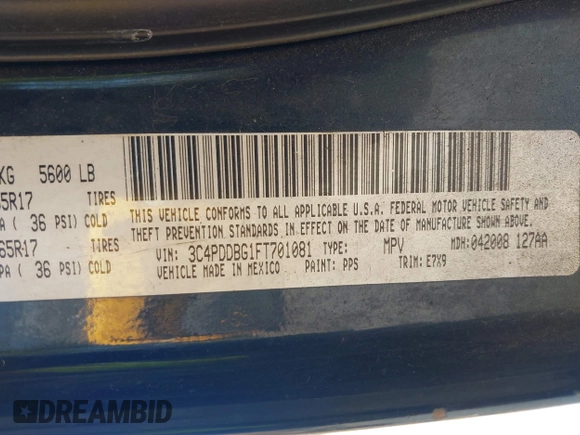 KG 5600 LB
65R17 TIRES
PA ( 36 PSI) COLD
65R17 - TIRES
PA ( 36 PSI) COLD
THIS VEHICLE CONFORMS TO ALL APPLICABLE U.S.A. FEDERAL MOTOR VEHICLE SAFETY AND
THEFT PREVENTION STANDARDS IN EFFECT ON THE DATE OF MANUFACTURE SHOWN ABOVE.
VIN: 3C4PDDBG1FT701081 TYPE: MPV MDH: 042008 127AA
VEHICLE MADE IN MEXICO PAINT: PPS TRIM: E7X9
DREAMBID